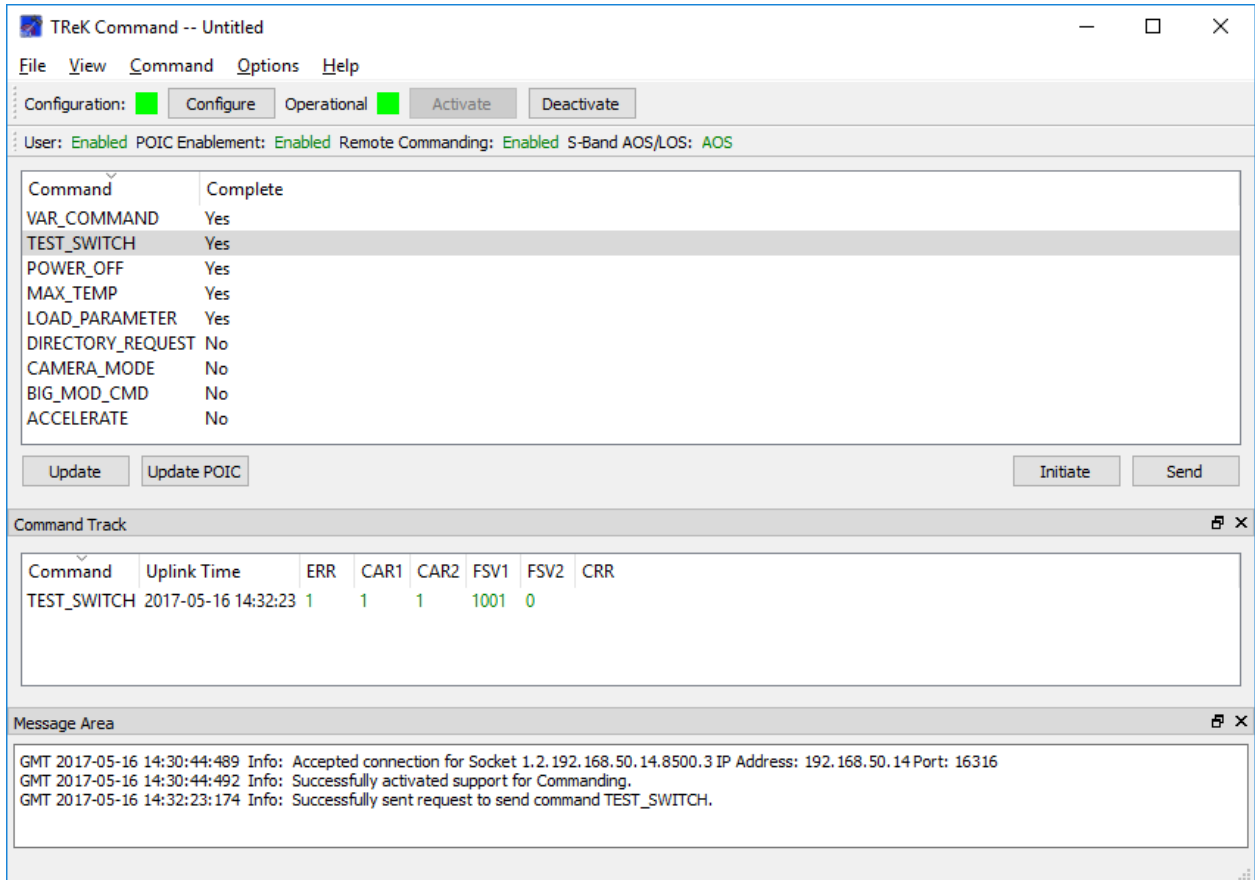 TReK Command -- Untitled
File View Command Options Help
Configuration: Configure Operational Activate Deactivate
User: Enabled POIC Enablement: Enabled Remote Commanding: Enabled S-Band AOS/LOS: AOS
Command Complete
VAR_COMMAND Yes
TEST_SWITCH Yes
POWER_OFF Yes
MAX_TEMP Yes
LOAD_PARAMETER Yes
DIRECTORY_REQUEST No
CAMERA_MODE No
BIG_MOD_CMD No
ACCELERATE No
Update Update POIC Initiate Send
Command Track
Command Uplink Time ERR CAR1 CAR2 FSV1 FSV2 CRR
TEST_SWITCH 2017-05-16 14:32:23 1 1 1 1001 0
Message Area
GMT 2017-05-16 14:30:44:489 Info: Accepted connection for Socket 1.2.192.168.50.14.8500.3 IP Address: 192.168.50.14 Port: 16316
GMT 2017-05-16 14:30:44:492 Info: Successfully activated support for Commanding.
GMT 2017-05-16 14:32:23:174 Info: Successfully sent request to send command TEST_SWITCH.